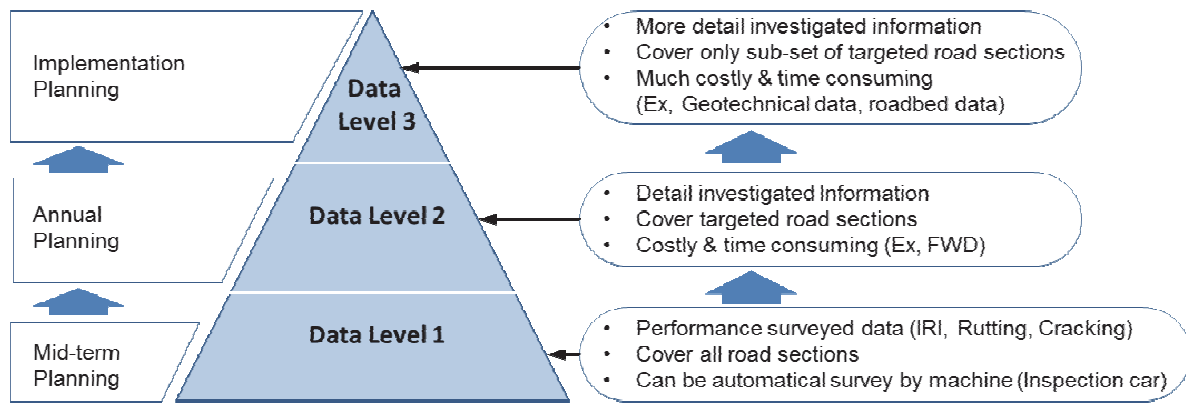 Implementation
Planning
Data
Level 3
• More detail investigated information
• Cover only sub-set of targeted road sections
• Much costly & time consuming
(Ex, Geotechnical data, roadbed data)
Annual
Planning
Data Level 2
• Detail investigated Information
• Cover targeted road sections
• Costly & time consuming (Ex, FWD)
Mid-term
Planning
Data Level 1
• Performance surveyed data (IRI, Rutting, Cracking)
• Cover all road sections
• Can be automatical survey by machine (Inspection car)